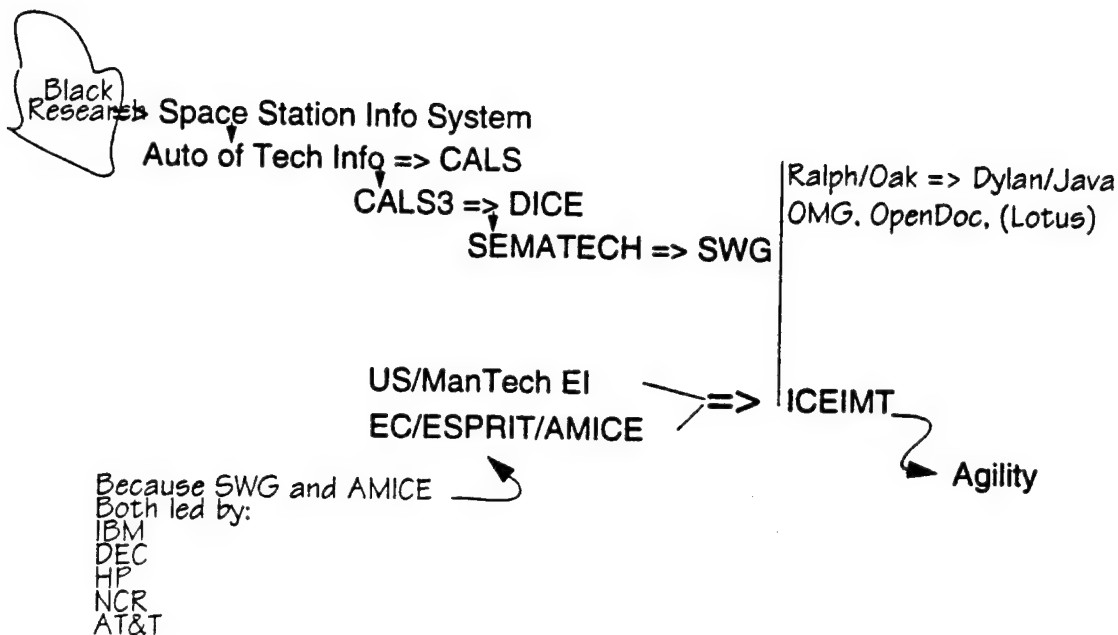 Black
Research => Space Station Info System
Auto of Tech Info => CALS
CALS3 => DICE
SEMATECH => SWG
Ralph/Oak => Dylan/Java
OMG. OpenDoc, (Lotus)
US/ManTech EI
EC/ESPRIT/AMICE
=> ICEIMT
Agility
Because SWG and AMICE
Both led by:
IBM
DEC
HP
NCR
AT&T